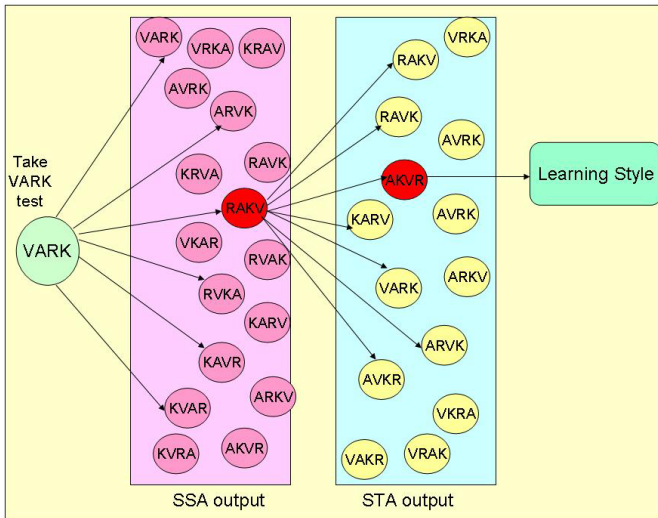 VARK
VRKA
KRAV
AVRK
ARVK
RAVK
KRVA
RAKV
VKAR
RVAK
RVKA
KARV
KAVR
ARKV
KVAR
KVRA
AKVR
SSA output
VRKA
RAKV
RAVK
AVRK
AKVR
KARV
AVRK
VARK
ARKV
ARVK
AVKR
VKRA
VAKR
VRAK
STA output
Take
VARK
test
VARK
Learning Style